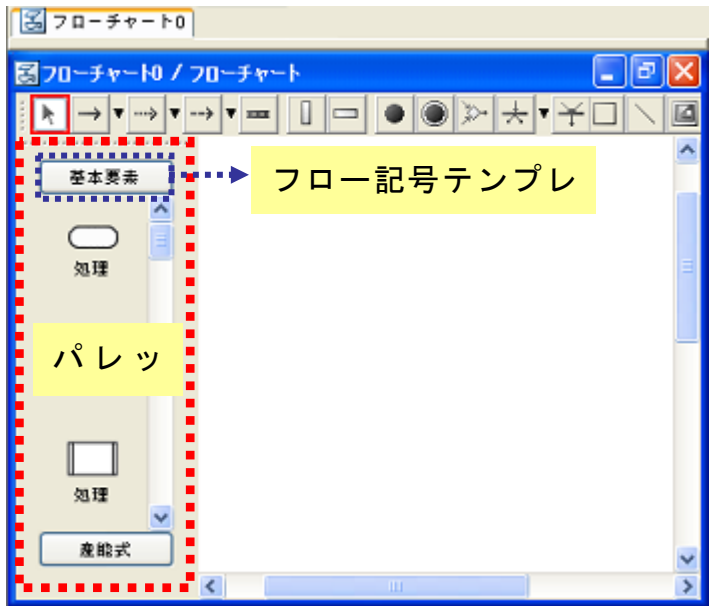 フローチャート0
フローチャート0 / フローチャート
基本要素
フロー記号テンプレ
処理
パレッ
処理
産能式